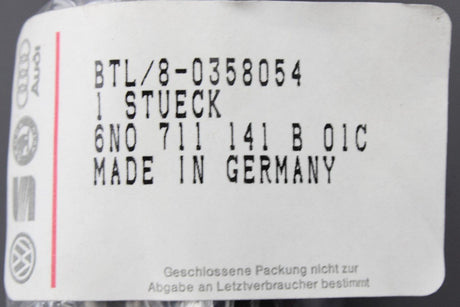 Audi
BTL/8-0358054
1 STUECK
6N0 711 141 B 01C
MADE IN GERMANY
Geschlossene Packung nicht zur
Abgabe an Letztverbraucher bestimmt